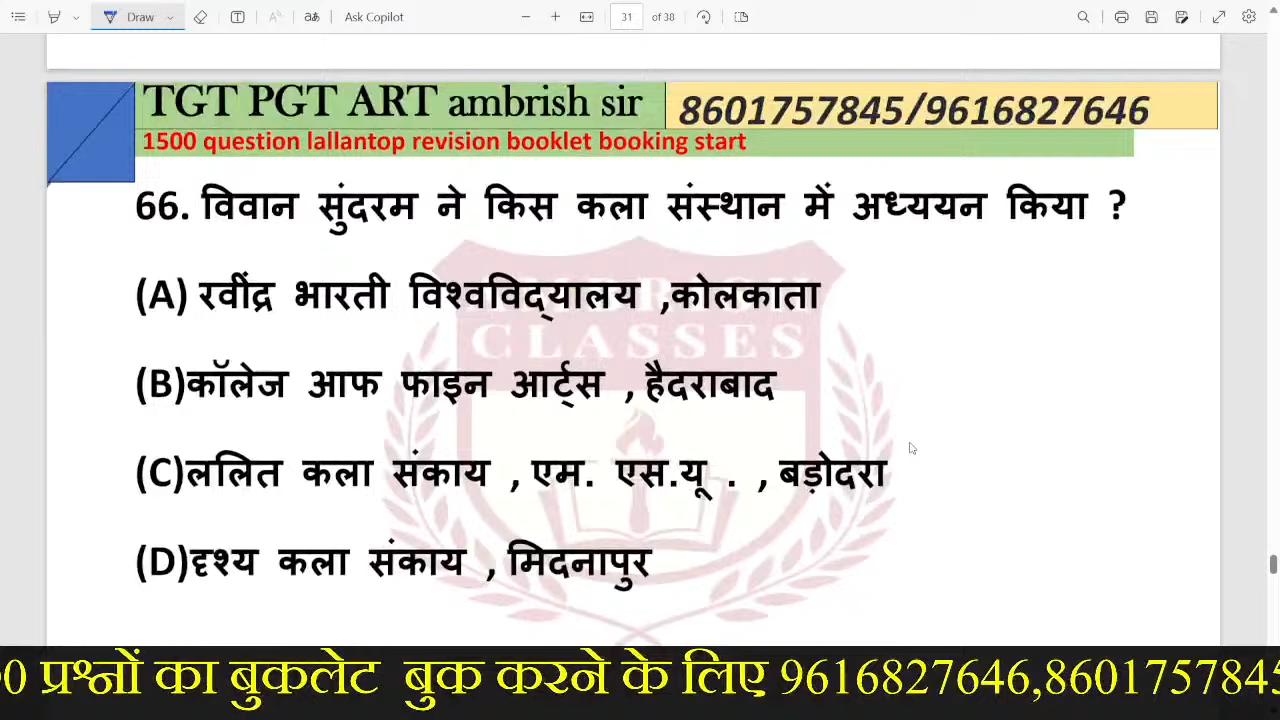 Draw
Ask Copilot
31 of 38
TGT PGT ART ambrish sir 8601757845/9616827646
1500 question lallantop revision booklet booking start
66. विवान सुंदरम ने किस कला संस्थान में अध्ययन किया ?
(A) रवींद्र भारती विश्वविद्यालय ,कोलकाता
(B)कॉलेज आफ फाइन आर्ट्स , हैदराबाद
CLASSES
(C)ललित कला संकाय , एम. एस.यू . , बड़ोदरा
(D)दृश्य कला संकाय , मिदनापुर
0 प्रश्नों का बुकलेट बुक करने के लिए 9616827646,8601757845